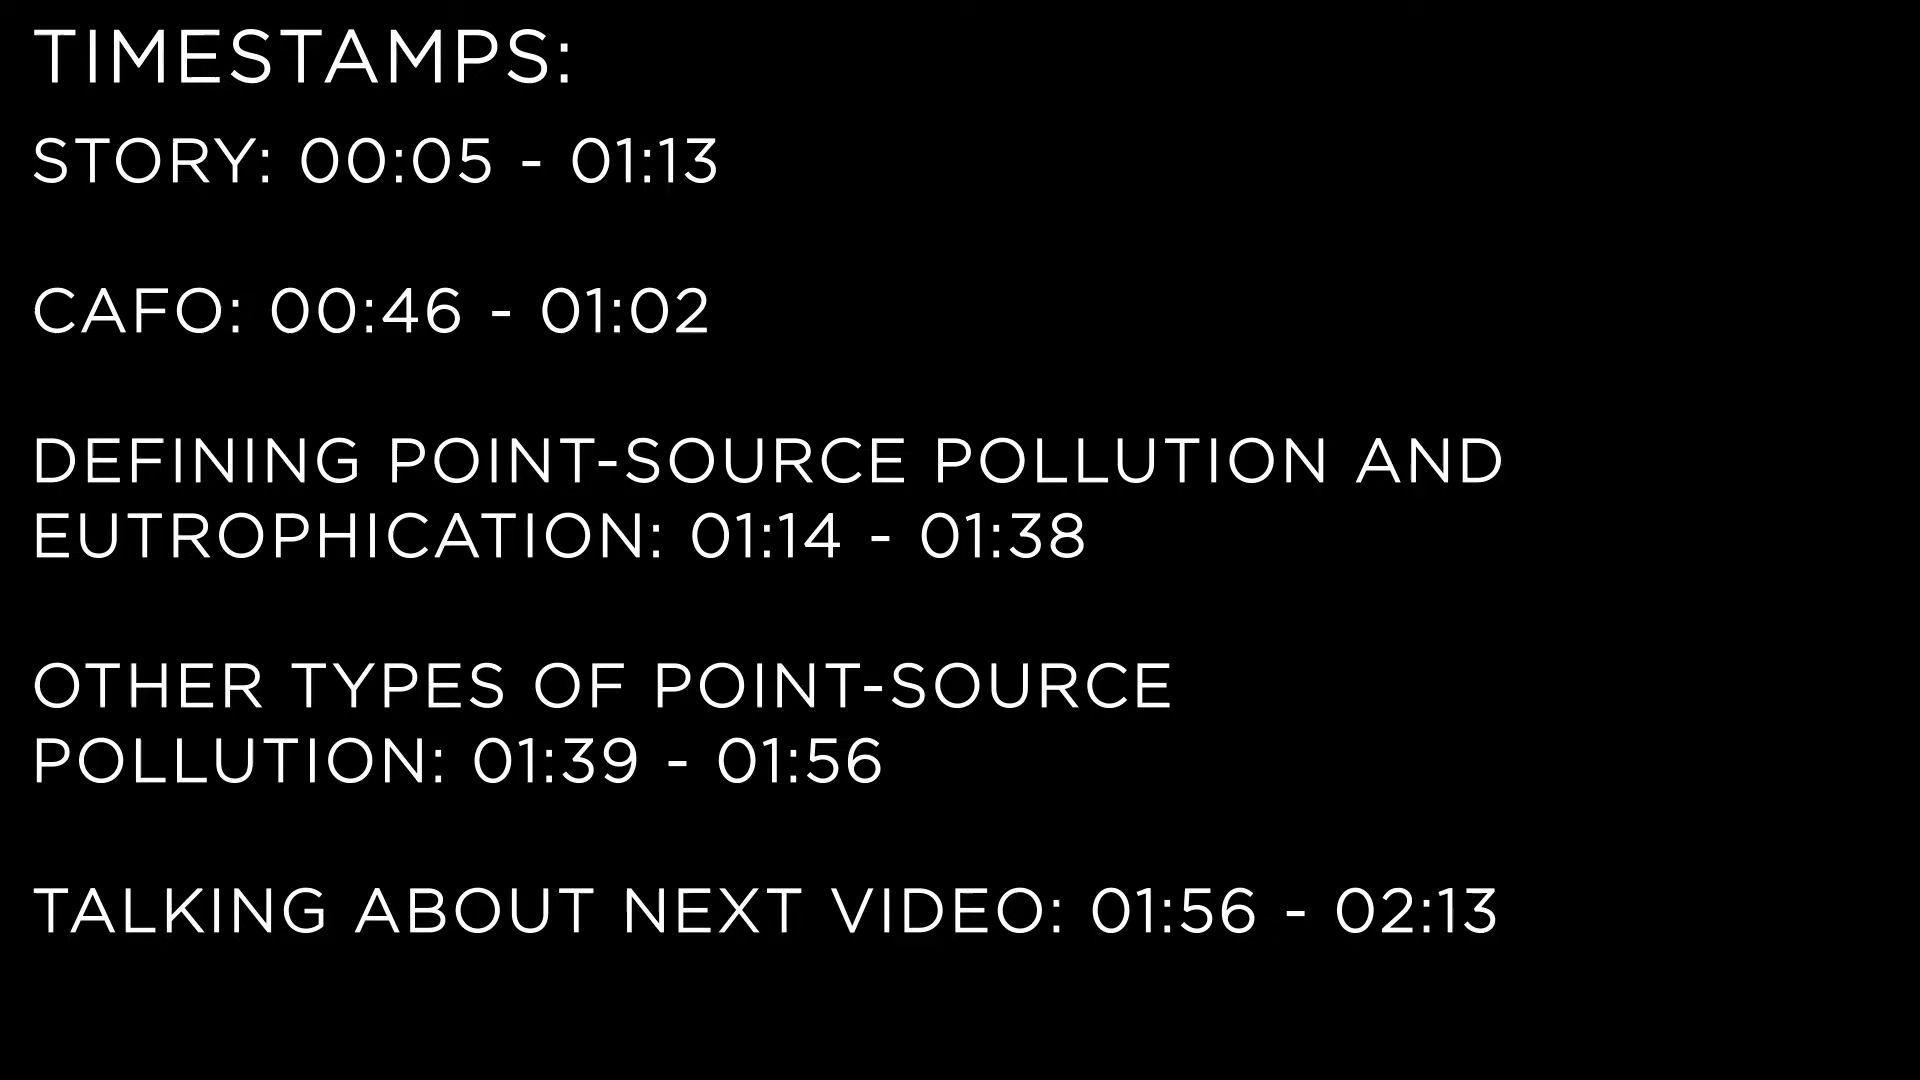 TIMESTAMPS:
STORY: 00:05 - 01:13
CAFO: 00:46 - 01:02
DEFINING POINT-SOURCE POLLUTION AND
EUTROPHICATION: 01:14 - 01:38
OTHER TYPES OF POINT-SOURCE
POLLUTION: 01:39 - 01:56
TALKING ABOUT NEXT VIDEO: 01:56 - 02:13